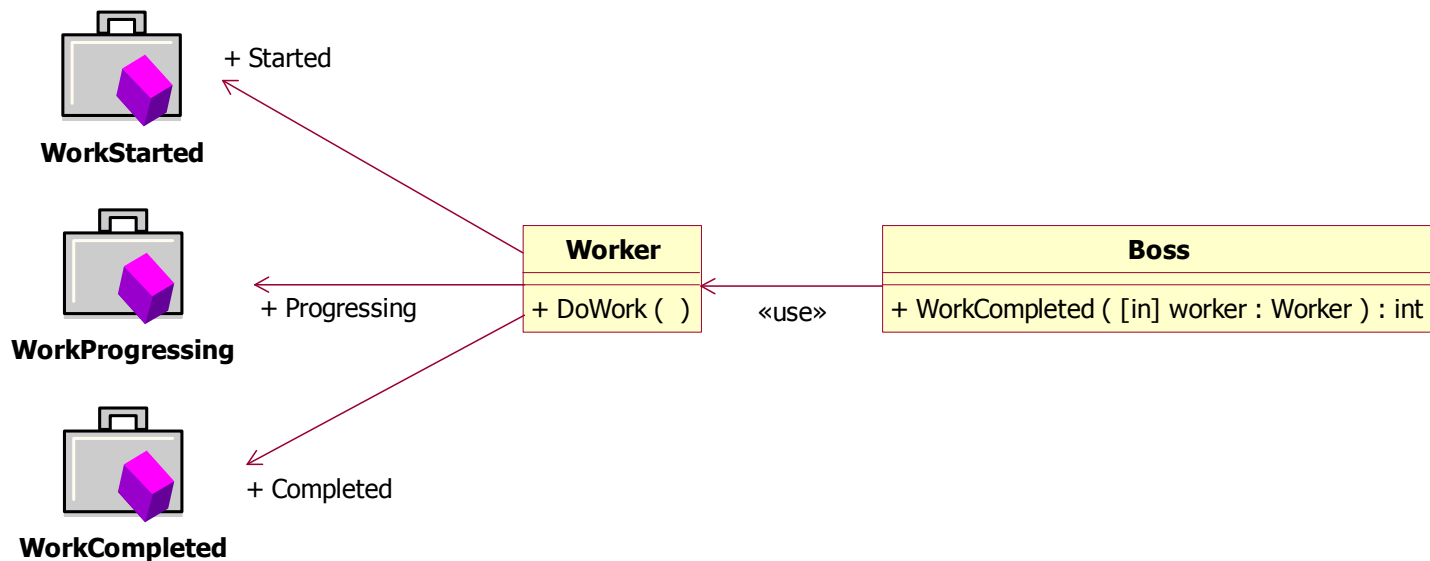 + Started
WorkStarted
+ Progressing
WorkProgressing
+ Completed
WorkCompleted
Worker
+ DoWork (  )
«use»
Boss
+ WorkCompleted ( [in] worker : Worker ) : int